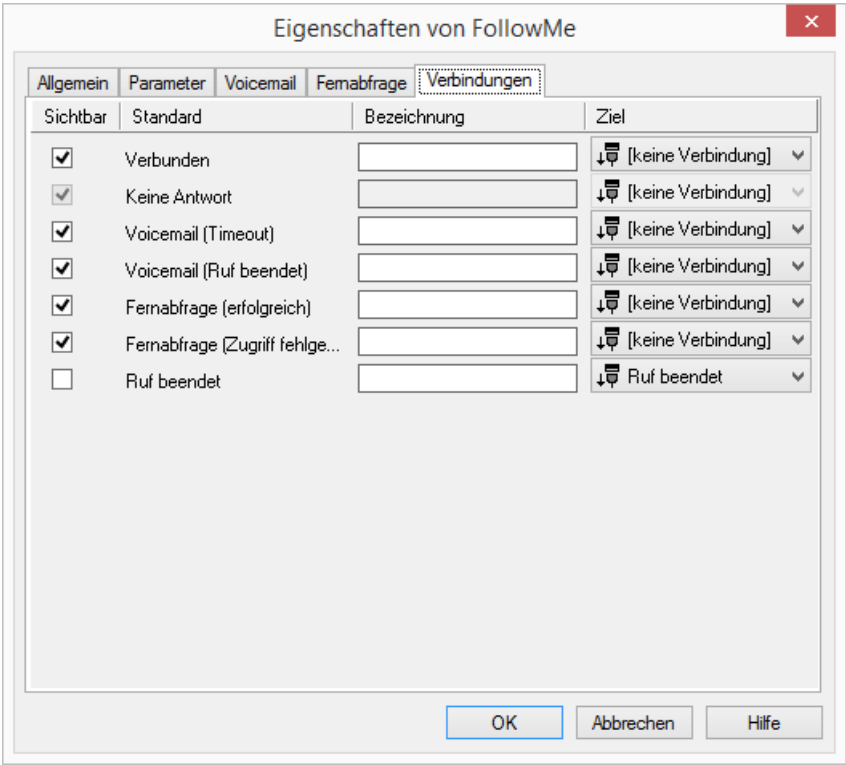 Eigenschaften von FollowMe
Allgemein Parameter Voicemail Fernabfrage Verbindungen
Sichtbar Standard Bezeichnung Ziel
Verbunden [keine Verbindung]
Keine Antwort [keine Verbindung]
Voicemail (Timeout) [keine Verbindung]
Voicemail (Ruf beendet) [keine Verbindung]
Fernabfrage (erfolgreich) [keine Verbindung]
Fernabfrage (Zugriff fehlge... [keine Verbindung]
Ruf beendet Ruf beendet
OK Abbrechen Hilfe